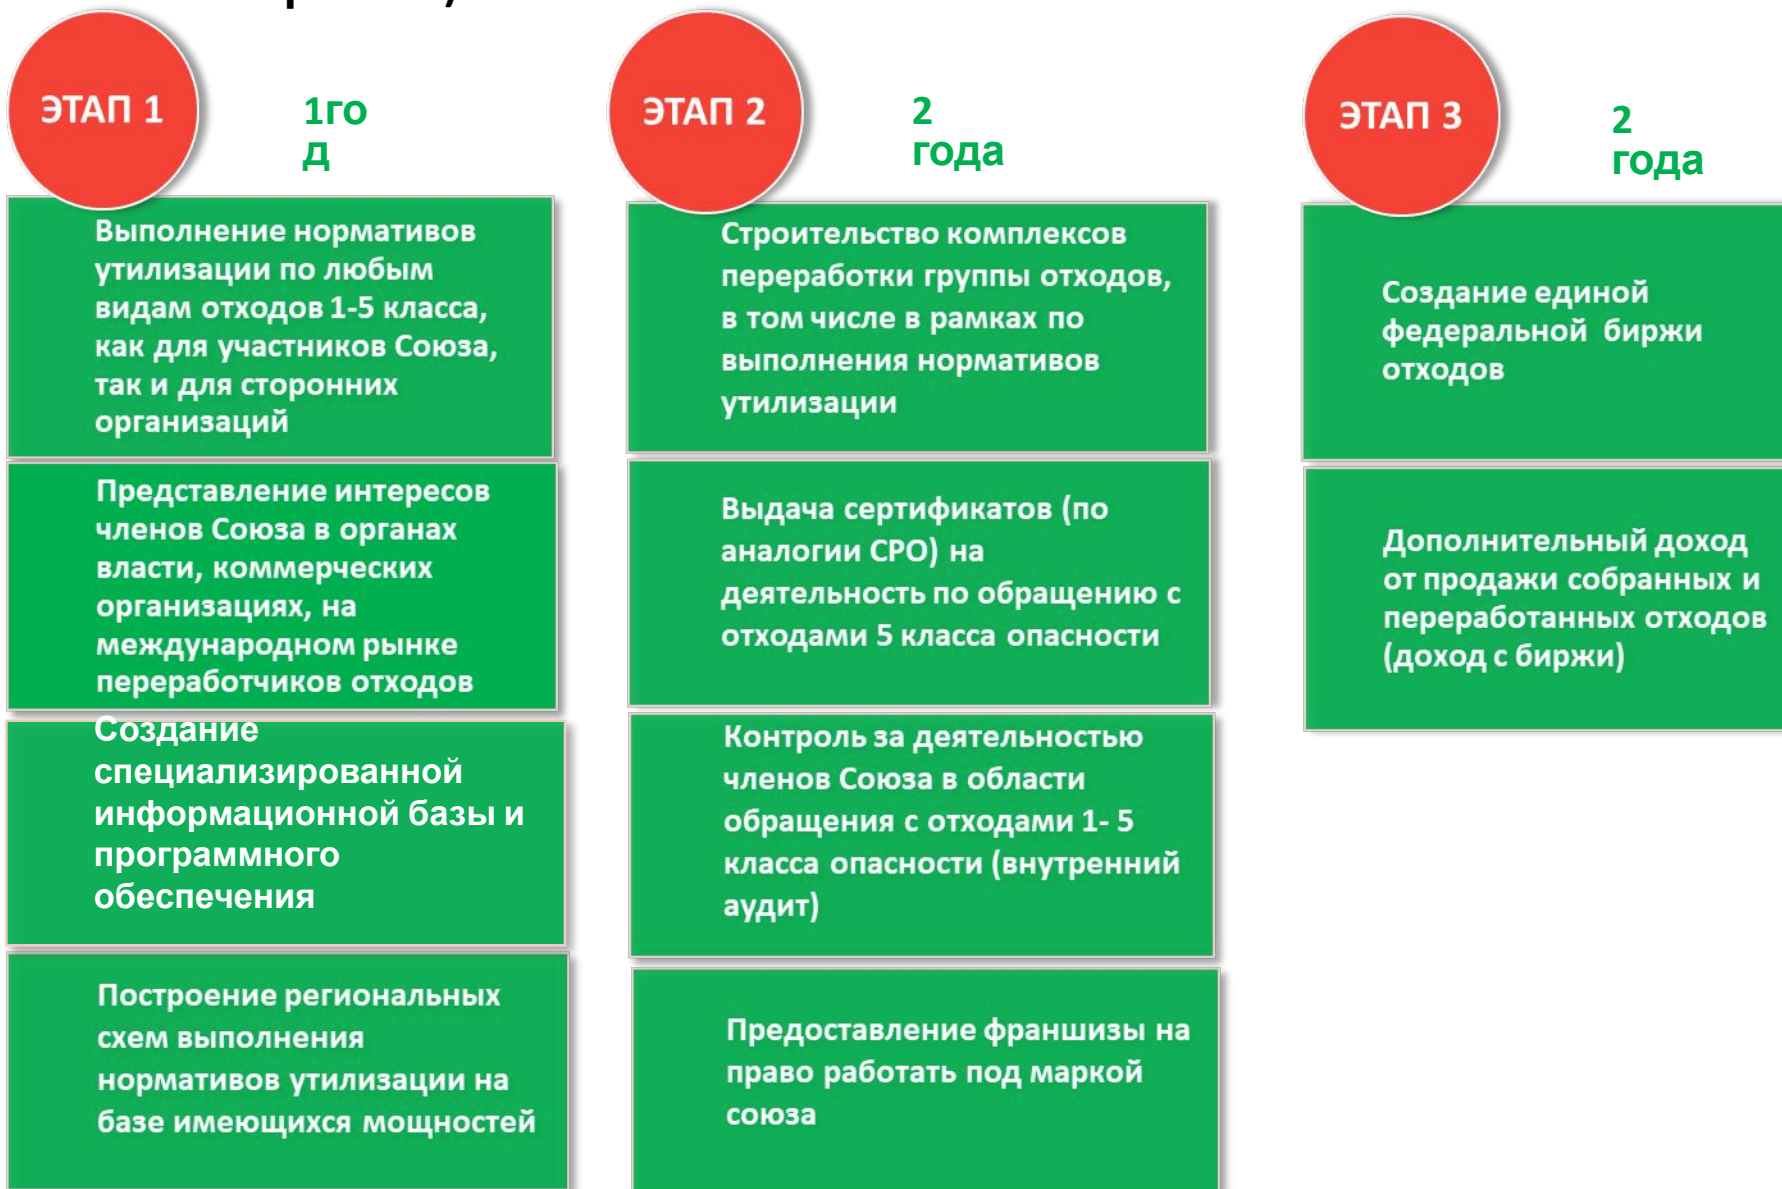 ЭТАП 1
1го
д
Выполнение нормативов
утилизации по любым
видам отходов 1-5 класса,
как для участников Союза,
так и для сторонних
организаций
Представление интересов
членов Союза в органах
власти, коммерческих
организациях, на
международном рынке
переработчиков отходов
Создание
специализированной
информационной базы и
программного
обеспечения
Построение региональных
схем выполнения
нормативов утилизации на
базе имеющихся мощностей
ЭТАП 2
2
года
Строительство комплексов
переработки группы отходов,
в том числе в рамках по
выполнения нормативов
утилизации
Выдача сертификатов (по
аналогии СРО) на
деятельность по обращению с
отходами 5 класса опасности
Контроль за деятельностью
членов Союза в области
обращения с отходами 1- 5
класса опасности (внутренний
аудит)
Предоставление франшизы на
право работать под маркой
союза
ЭТАП 3
2
года
Создание единой
федеральной биржи
отходов
Дополнительный доход
от продажи собранных и
переработанных отходов
(доход с биржи)